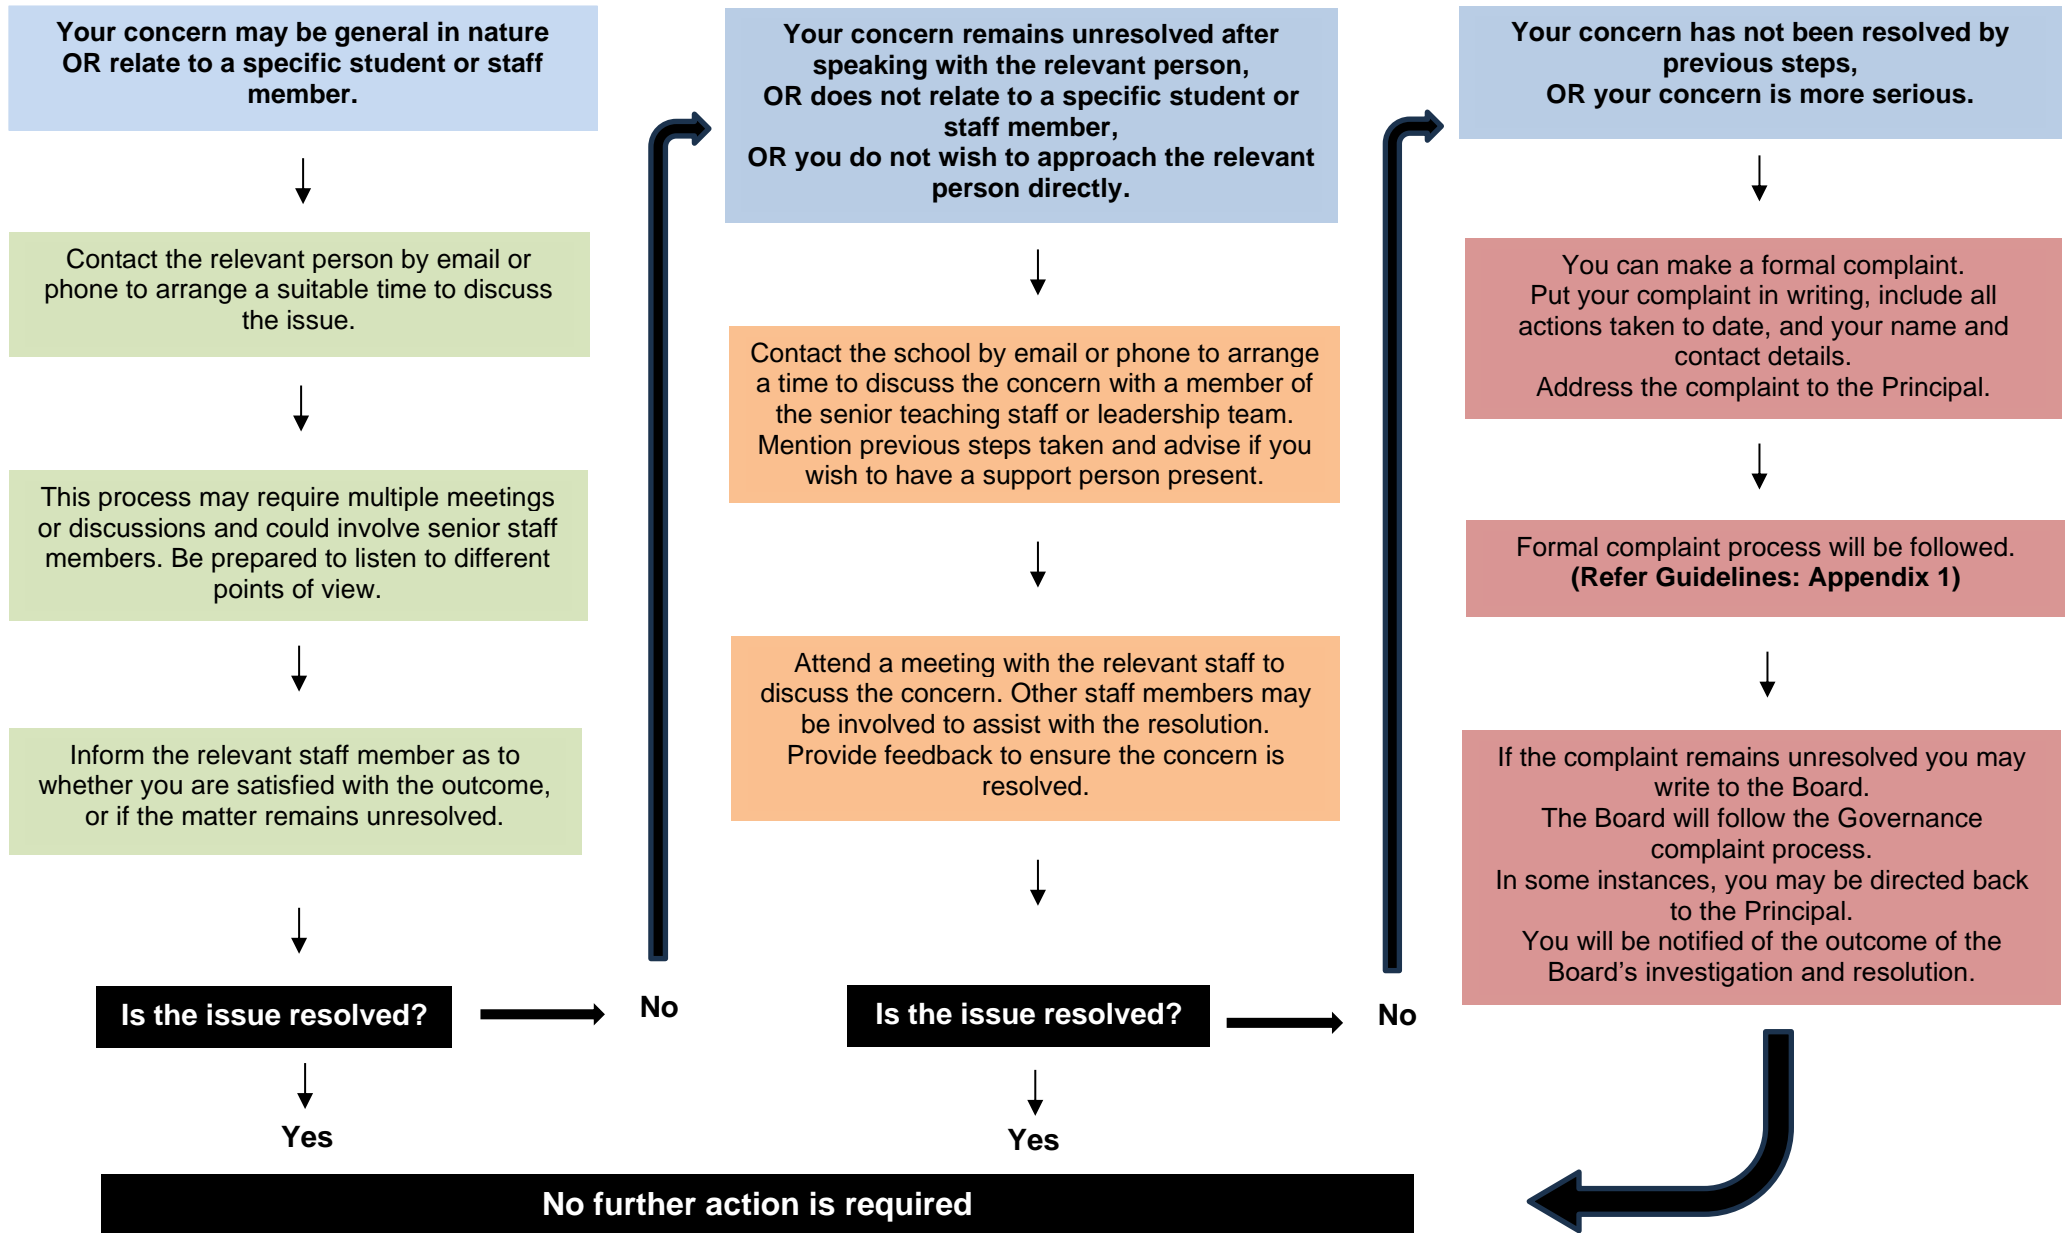 Your concern may be general in nature
OR relate to a specific student or staff
member.
Contact the relevant person by email or
phone to arrange a suitable time to discuss
the issue.
This process may require multiple meetings
or discussions and could involve senior staff
members. Be prepared to listen to different
points of view.
Inform the relevant staff member as to
whether you are satisfied with the outcome,
or if the matter remains unresolved.
Is the issue resolved?
No
Yes
Your concern remains unresolved after
speaking with the relevant person,
OR does not relate to a specific student or
staff member,
OR you do not wish to approach the relevant
person directly.
Contact the school by email or phone to arrange
a time to discuss the concern with a member of
the senior teaching staff or leadership team.
Mention previous steps taken and advise if you
wish to have a support person present.
Attend a meeting with the relevant staff to
discuss the concern. Other staff members may
be involved to assist with the resolution.
Provide feedback to ensure the concern is
resolved.
Is the issue resolved?
No
Yes
Your concern has not been resolved by
previous steps,
OR your concern is more serious.
You can make a formal complaint.
Put your complaint in writing, include all
actions taken to date, and your name and
contact details.
Address the complaint to the Principal.
Formal complaint process will be followed.
(Refer Guidelines: Appendix 1)
If the complaint remains unresolved you may
write to the Board.
The Board will follow the Governance
complaint process.
In some instances, you may be directed back
to the Principal.
You will be notified of the outcome of the
Board’s investigation and resolution.
No further action is required